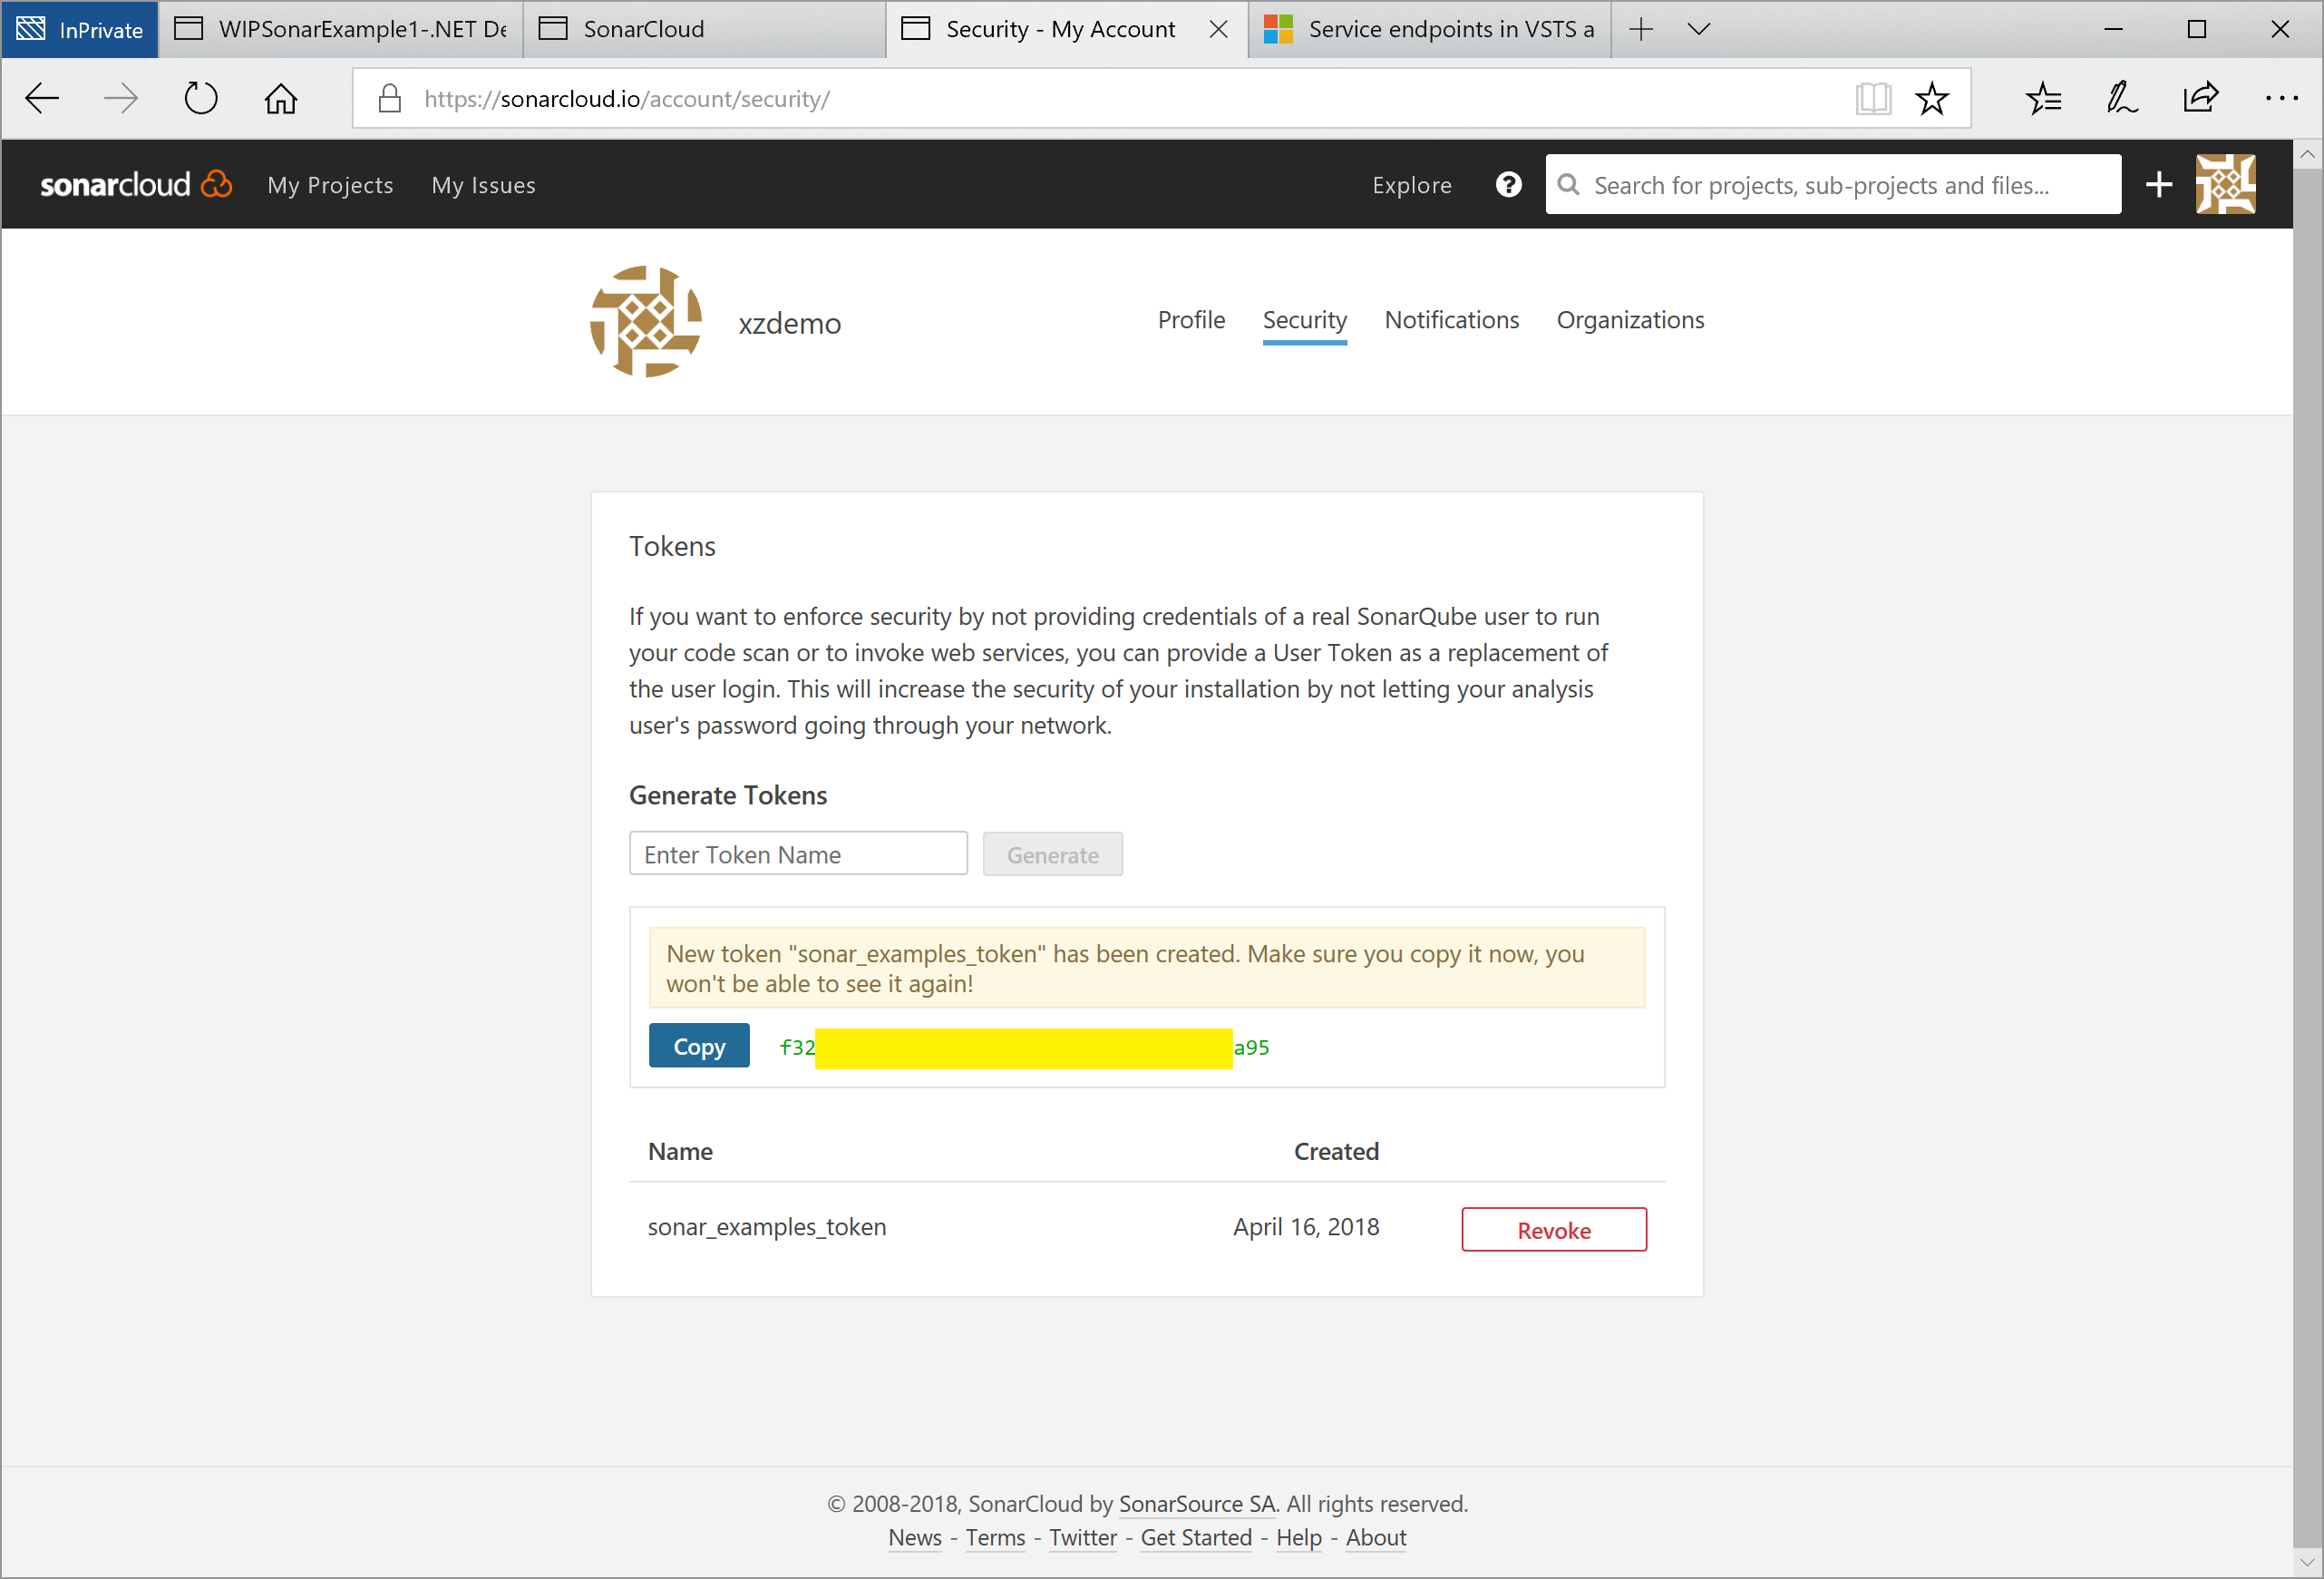 InPrivate
WIPSonarExample1-.NET De
SonarCloud
Security - My Account
Service endpoints in VSTS a
https://sonarcloud.io/account/security/
sonarcloud
My Projects
My Issues
Explore
?
Search for projects, sub-projects and files...
xzdemo
Profile
Security
Notifications
Organizations
Tokens
If you want to enforce security by not providing credentials of a real SonarQube user to run
your code scan or to invoke web services, you can provide a User Token as a replacement of
the user login. This will increase the security of your installation by not letting your analysis
user's password going through your network.
Generate Tokens
Enter Token Name
Generate
New token "sonar_examples_token" has been created. Make sure you copy it now, you
won't be able to see it again!
Copy
f32
a95
Name
Created
sonar_examples_token
April 16, 2018
Revoke
© 2008-2018, SonarCloud by SonarSource SA. All rights reserved.
News - Terms - Twitter - Get Started - Help - About